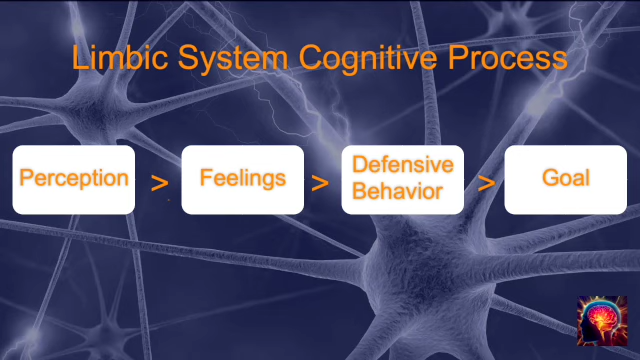 Limbic System Cognitive Process
Perception > Feelings > Defensive Behavior > Goal